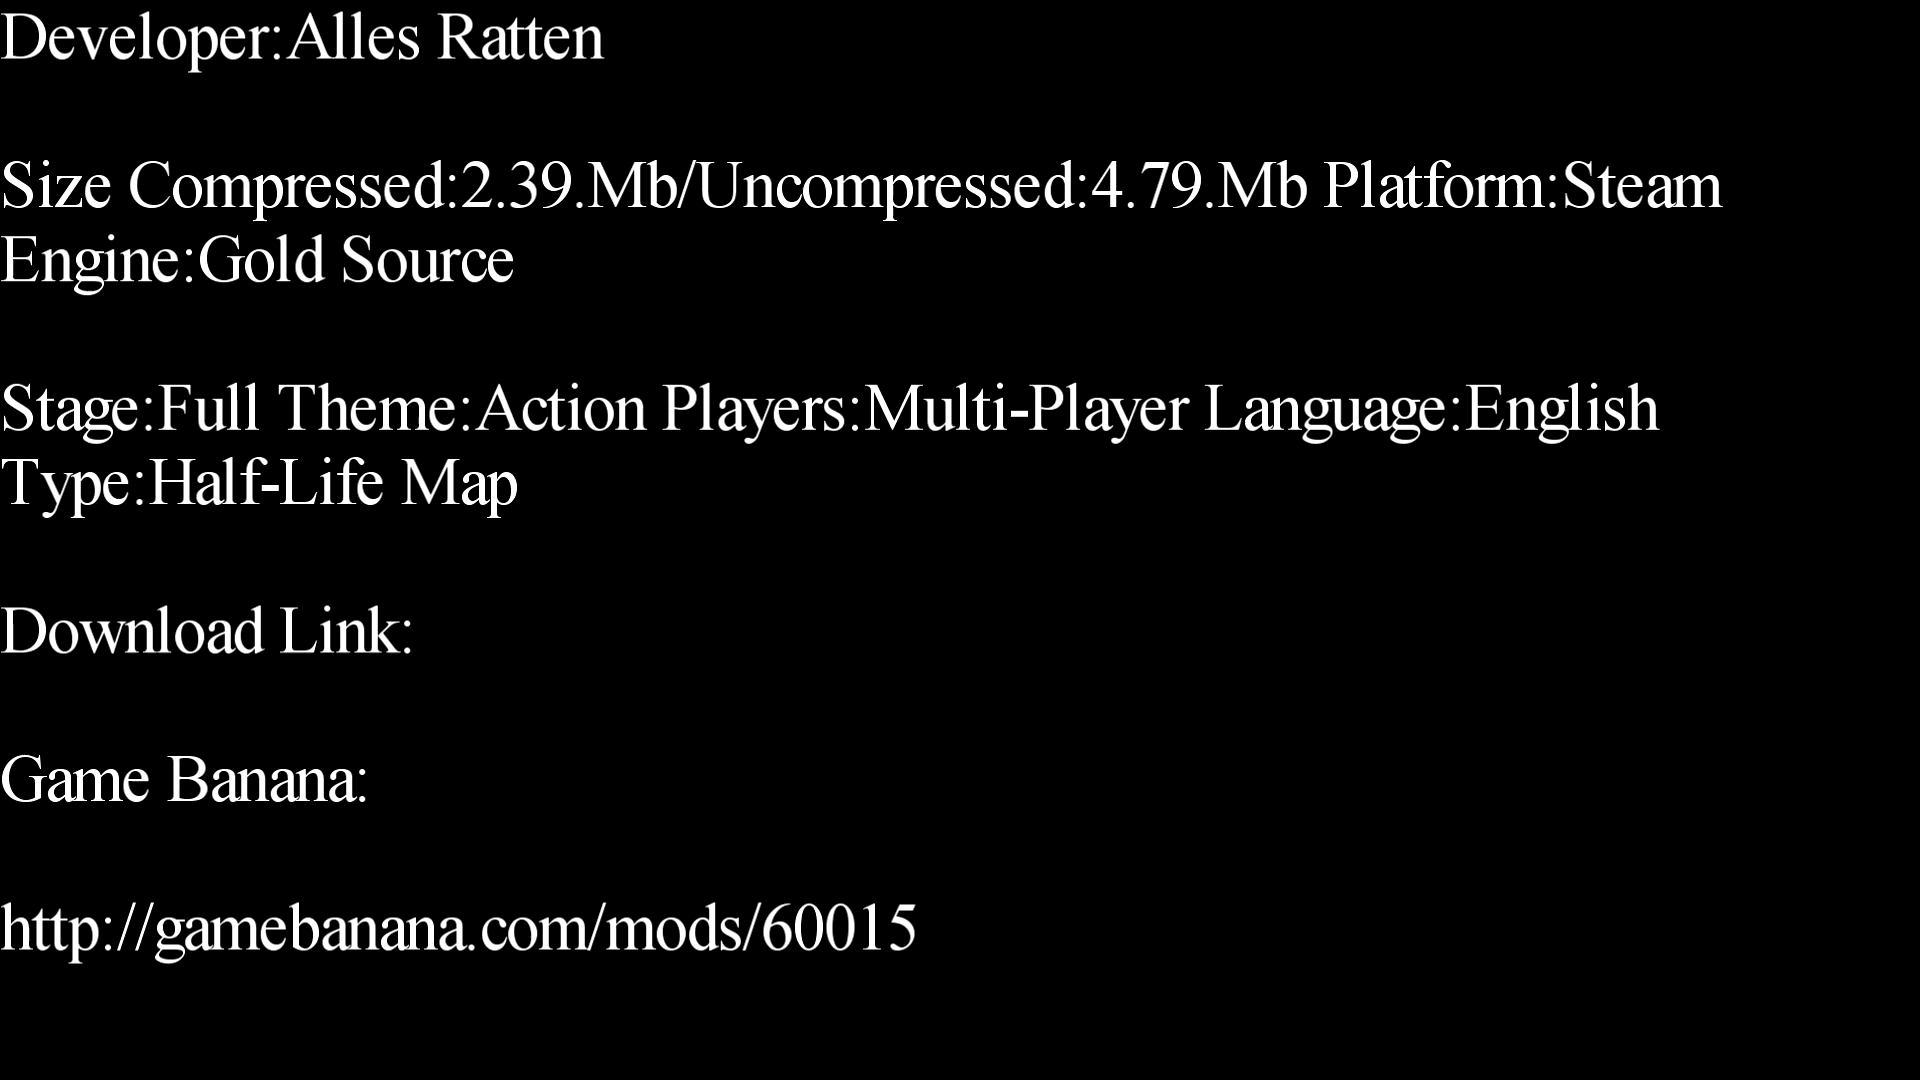 Developer:Alles Ratten
Size Compressed:2.39.Mb/Uncompressed:4.79.Mb Platform:Steam
Engine:Gold Source
Stage:Full Theme:Action Players:Multi-Player Language:English
Type:Half-Life Map
Download Link:
Game Banana:
http://gamebanana.com/mods/60015